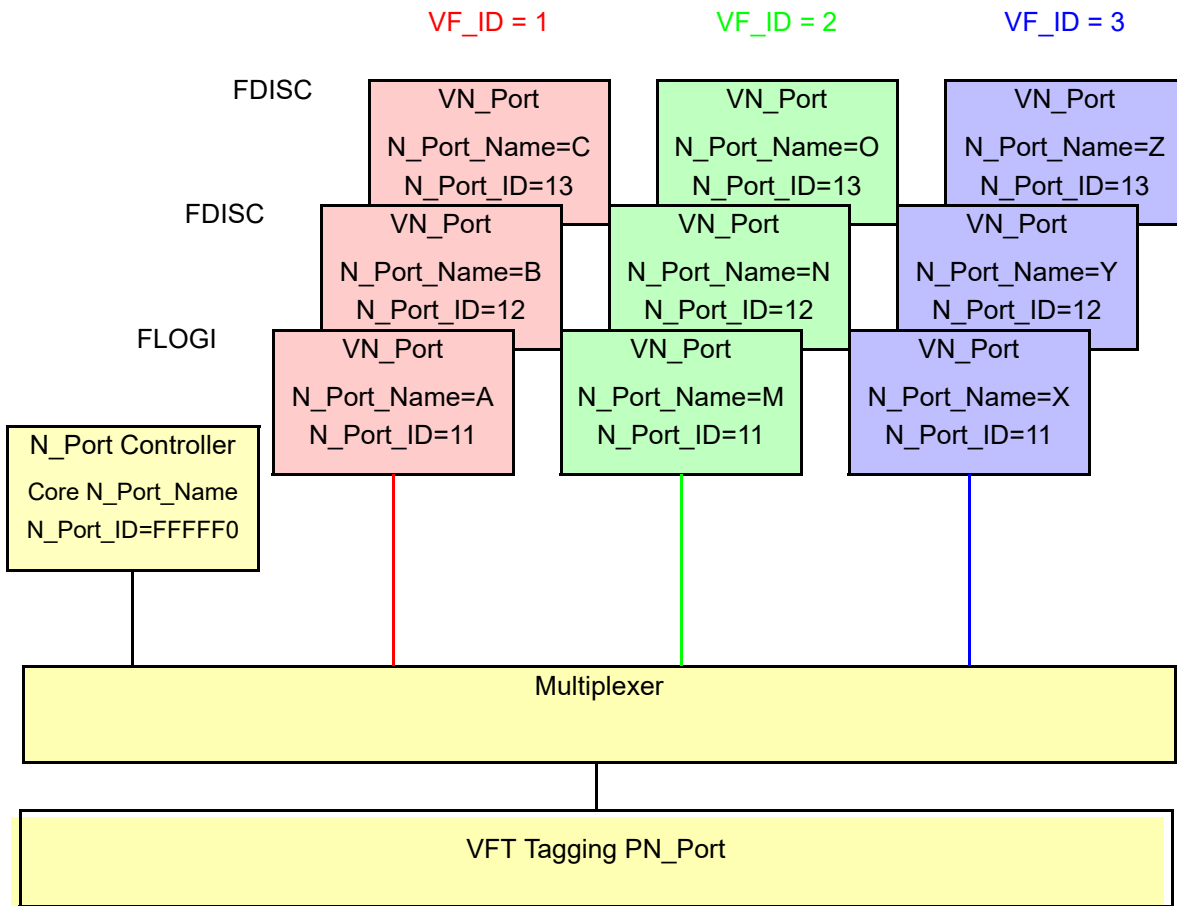 VF_ID = 1 VF_ID = 2 VF_ID = 3
FDISC
VN_Port VN_Port VN_Port
N_Port_Name=C N_Port_Name=O N_Port_Name=Z
N_Port_ID=13 N_Port_ID=13 N_Port_ID=13
FDISC
VN_Port VN_Port VN_Port
N_Port_Name=B N_Port_Name=N N_Port_Name=Y
N_Port_ID=12 N_Port_ID=12 N_Port_ID=12
FLOGI
VN_Port VN_Port VN_Port
N_Port_Name=A N_Port_Name=M N_Port_Name=X
N_Port_ID=11 N_Port_ID=11 N_Port_ID=11
N_Port Controller
Core N_Port_Name
N_Port_ID=FFFFF0
Multiplexer
VFT Tagging PN_Port